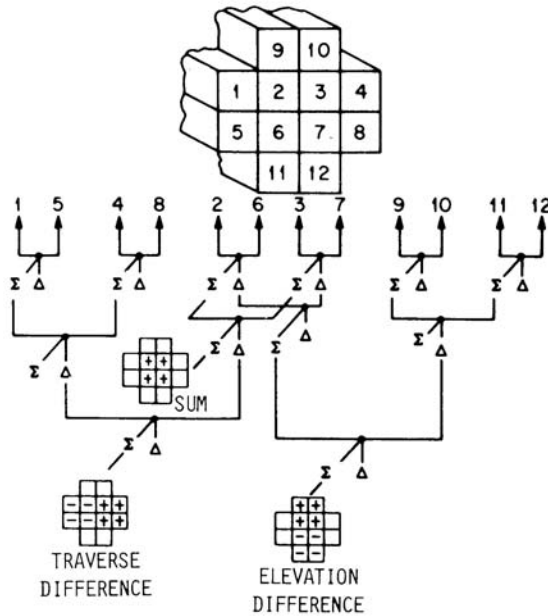 9 10
1 2 3 4
5 6 7 8
11 12
1 5 4 8 2 6 3 7 9 10 11 12
Σ Δ Σ Δ Σ Δ Σ Δ Σ Δ Σ Δ
Σ Δ Σ Δ Σ Δ Σ Δ
+ +
+ +
SUM
Σ Δ Σ Δ
- - + +
- - + +
+ +
+ +
- -
- -
TRAVERSE
DIFFERENCE
ELEVATION
DIFFERENCE